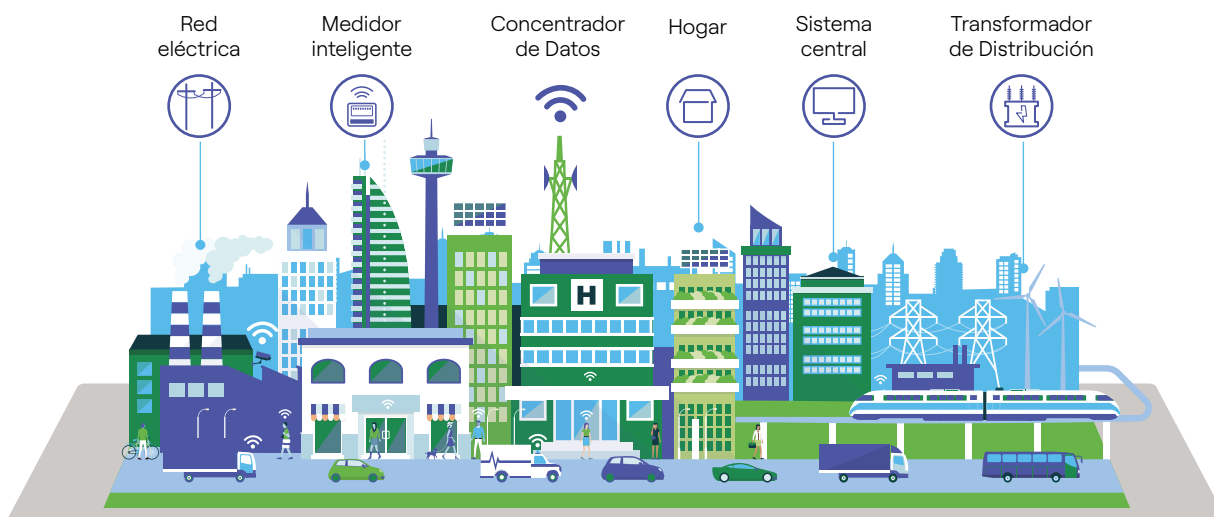 Red
eléctrica
Medidor
inteligente
Concentrador
de Datos
Hogar
Sistema
central
Transformador
de Distribución
H